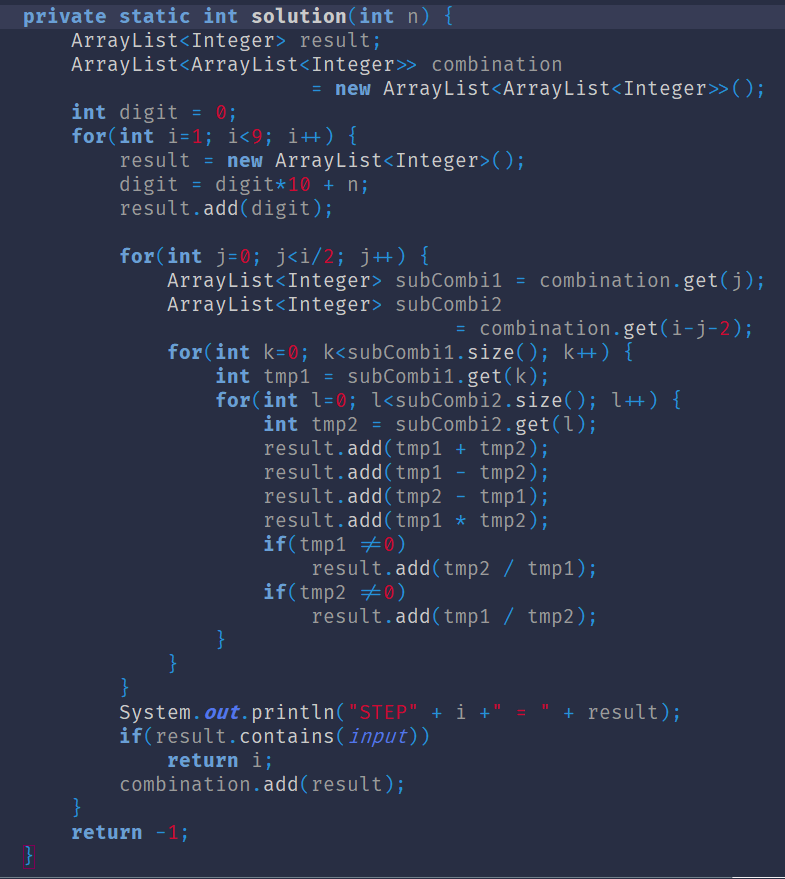 private static int solution(int n) {
    ArrayList<Integer> result;
    ArrayList<ArrayList<Integer>> combination
                        = new ArrayList<ArrayList<Integer>>();
    int digit = 0;
    for(int i=1; i<9; i++) {
        result = new ArrayList<Integer>();
        digit = digit*10 + n;
        result.add(digit);

        for(int j=0; j<i/2; j++) {
            ArrayList<Integer> subCombi1 = combination.get(j);
            ArrayList<Integer> subCombi2
                                    = combination.get(i-j-2);
            for(int k=0; k<subCombi1.size(); k++) {
                int tmp1 = subCombi1.get(k);
                for(int l=0; l<subCombi2.size(); l++) {
                    int tmp2 = subCombi2.get(l);
                    result.add(tmp1 + tmp2);
                    result.add(tmp1 - tmp2);
                    result.add(tmp2 - tmp1);
                    result.add(tmp1 * tmp2);
                    if(tmp1 !=0)
                        result.add(tmp2 / tmp1);
                    if(tmp2 !=0)
                        result.add(tmp1 / tmp2);
                }
            }
        }
        System.out.println("STEP" + i +" = " + result);
        if(result.contains(input))
            return i;
        combination.add(result);
    }
    return -1;
}